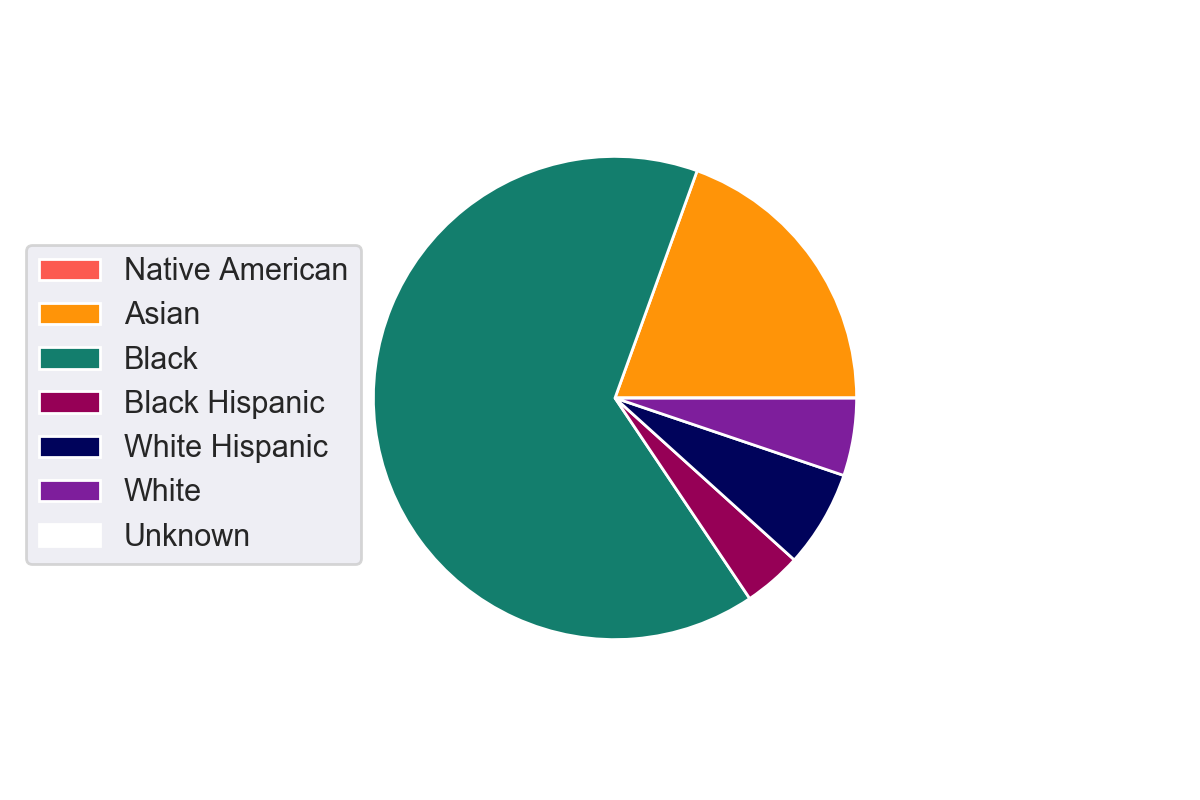 Native American
Asian
Black
Black Hispanic
White Hispanic
White
Unknown